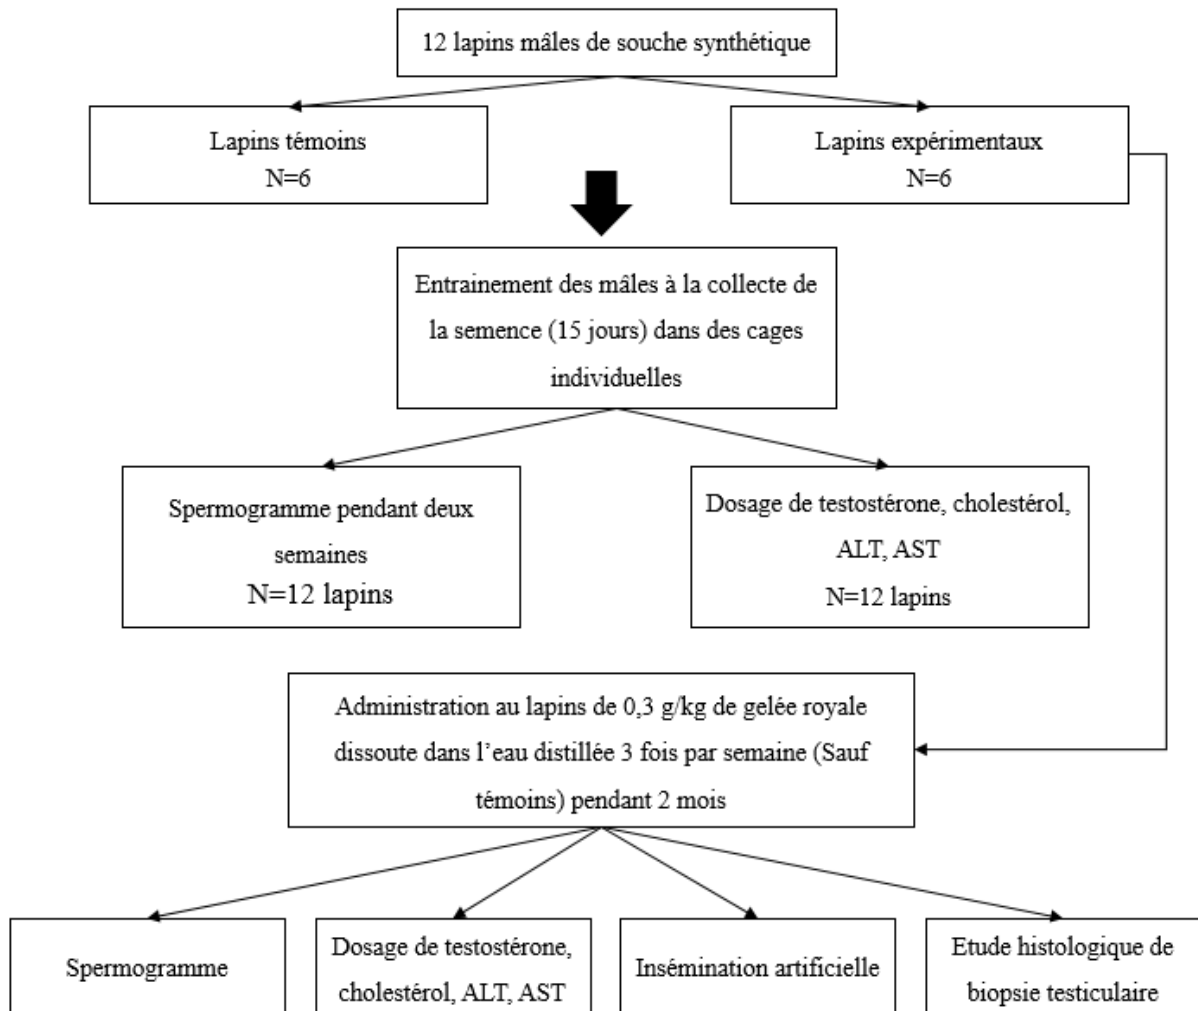 12 lapins mâles de souche synthétique
Lapins témoins
N=6
Lapins expérimentaux
N=6
Entrainement des mâles à la collecte de
la semence (15 jours) dans des cages
individuelles
Spermogramme pendant deux
semaines
N=12 lapins
Dosage de testostérone, cholestérol,
ALT, AST
N=12 lapins
Administration au lapins de 0,3 g/kg de gelée royale
dissoute dans l’eau distillée 3 fois par semaine (Sauf
témoins) pendant 2 mois
Spermogramme
Dosage de testostérone,
cholestérol, ALT, AST
Insémination artificielle
Etude histologique de
biopsie testiculaire